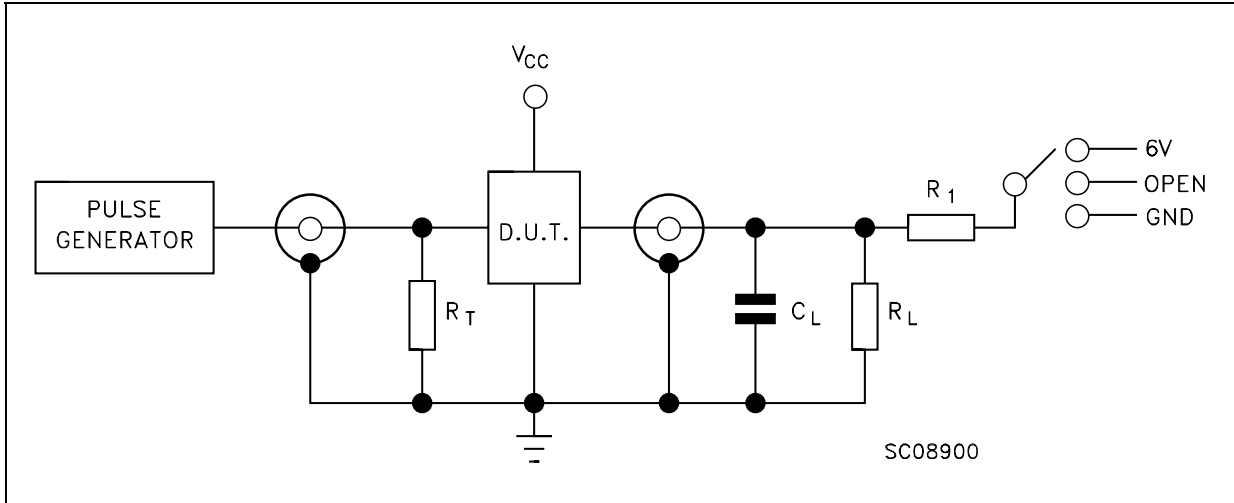 VCC
PULSE
GENERATOR
D.U.T.
RT
CL
RL
R1
6V
OPEN
GND
SC08900